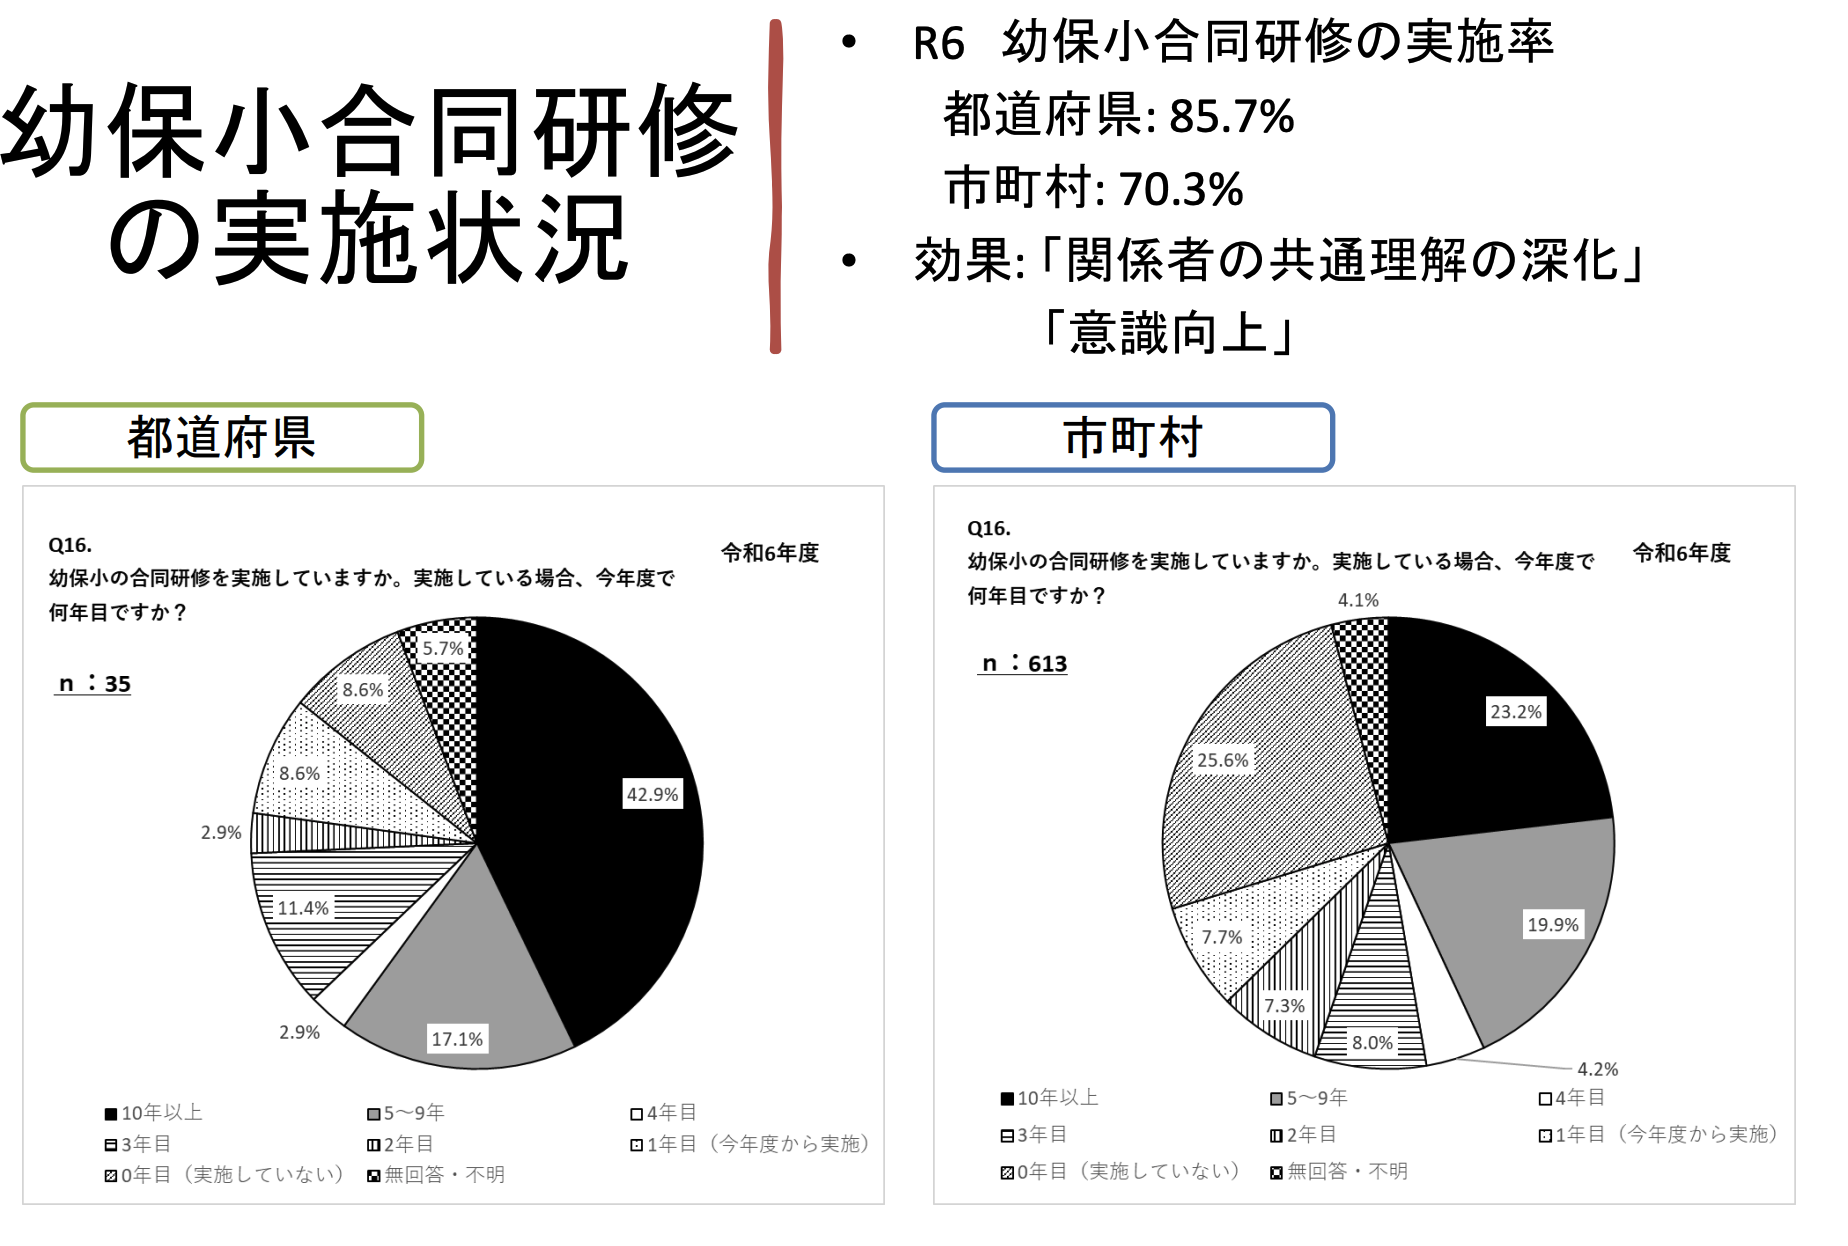 幼保小合同研修
の実施状況
• R6 幼保小合同研修の実施率
都道府県: 85.7%
市町村: 70.3%
• 効果:「関係者の共通理解の深化」
「意識向上」
都道府県
Q16.
令和6年度
幼保小の合同研修を実施していますか。実施している場合、今年度で
何年目ですか？
n：35
5.7%
8.6%
8.6%
42.9%
2.9%
11.4%
2.9%
17.1%
10年以上 5～9年 4年目
3年目 2年目 1年目（今年度から実施）
0年目（実施していない） 無回答・不明
市町村
Q16.
令和6年度
幼保小の合同研修を実施していますか。実施している場合、今年度で
何年目ですか？
4.1%
n：613
23.2%
25.6%
19.9%
7.7%
7.3%
8.0%
4.2%
10年以上 5～9年 4年目
3年目 2年目 1年目（今年度から実施）
0年目（実施していない） 無回答・不明